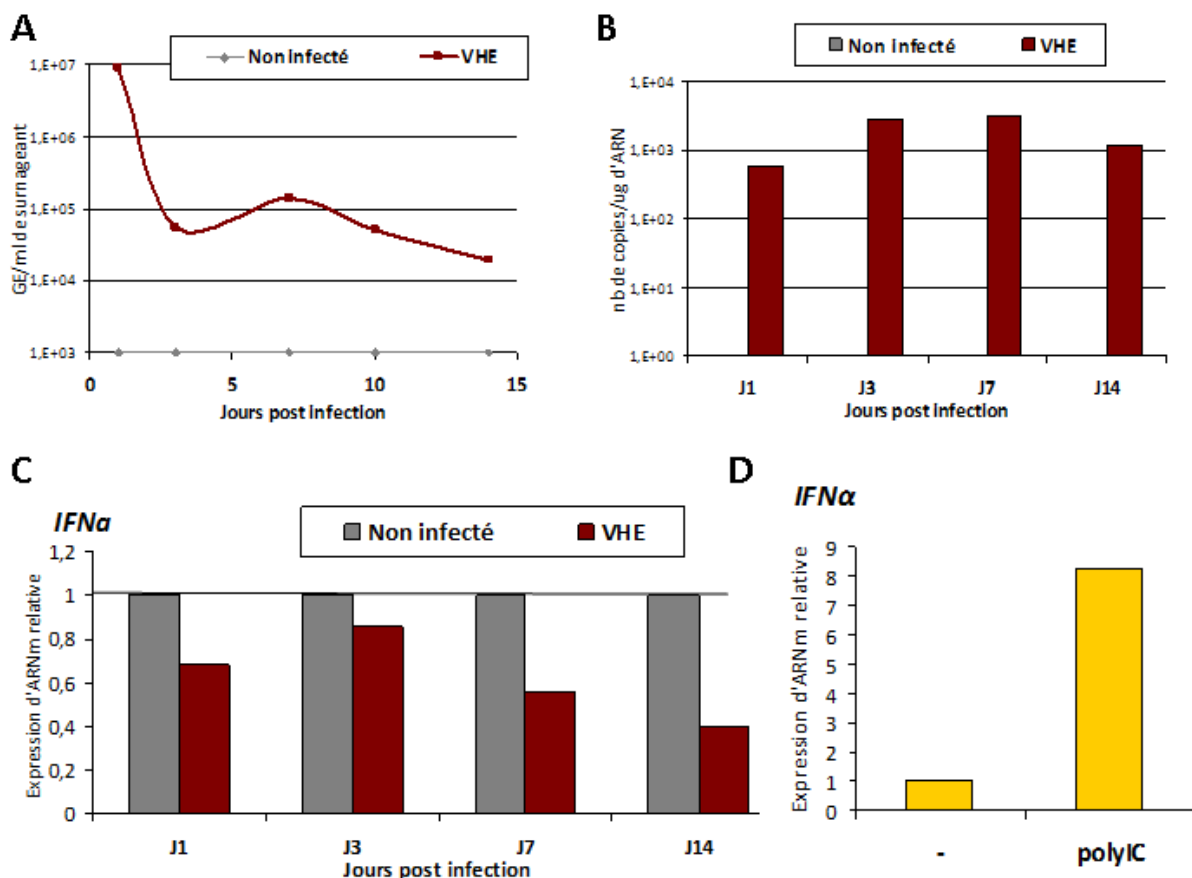 A
Non infecté VHE
GE/ml de surnageant
1,E+07
1,E+06
1,E+05
1,E+04
1,E+03
0 5 10 15
Jours post infection
B
Non infecté VHE
nb de copies/ug d'ARN
1,E+04
1,E+03
1,E+02
1,E+01
1,E+00
J1 J3 J7 J14
Jours post infection
C
IFNa
Non infecté VHE
Expression d'ARNm relative
1,2
1
0,8
0,6
0,4
0,2
0
J1 J3 J7 J14
Jours post infection
D
IFNα
Expression d'ARNm relative
9
8
7
6
5
4
3
2
1
0
- polyIC